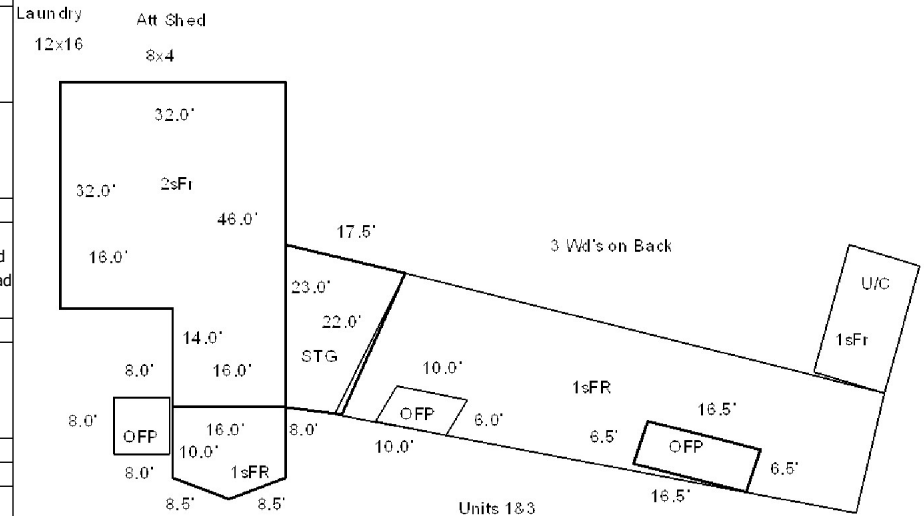 Laundry
12x16
Att Shed
8x4
32.0'
32.0'
2sFr
46.0'
16.0'
17.5'
3 Wd's on Back
d
ad
U/C
1sFr
23.0'
22.0'
STG
14.0'
16.0'
8.0'
8.0'
OFP
8.0'
16.0'
10.0'
1sFR
8.5'
8.5'
8.0'
10.0'
OFP
6.0'
10.0'
1sFR
16.5'
6.5'
OFP
6.5'
16.5'
Units 1&3